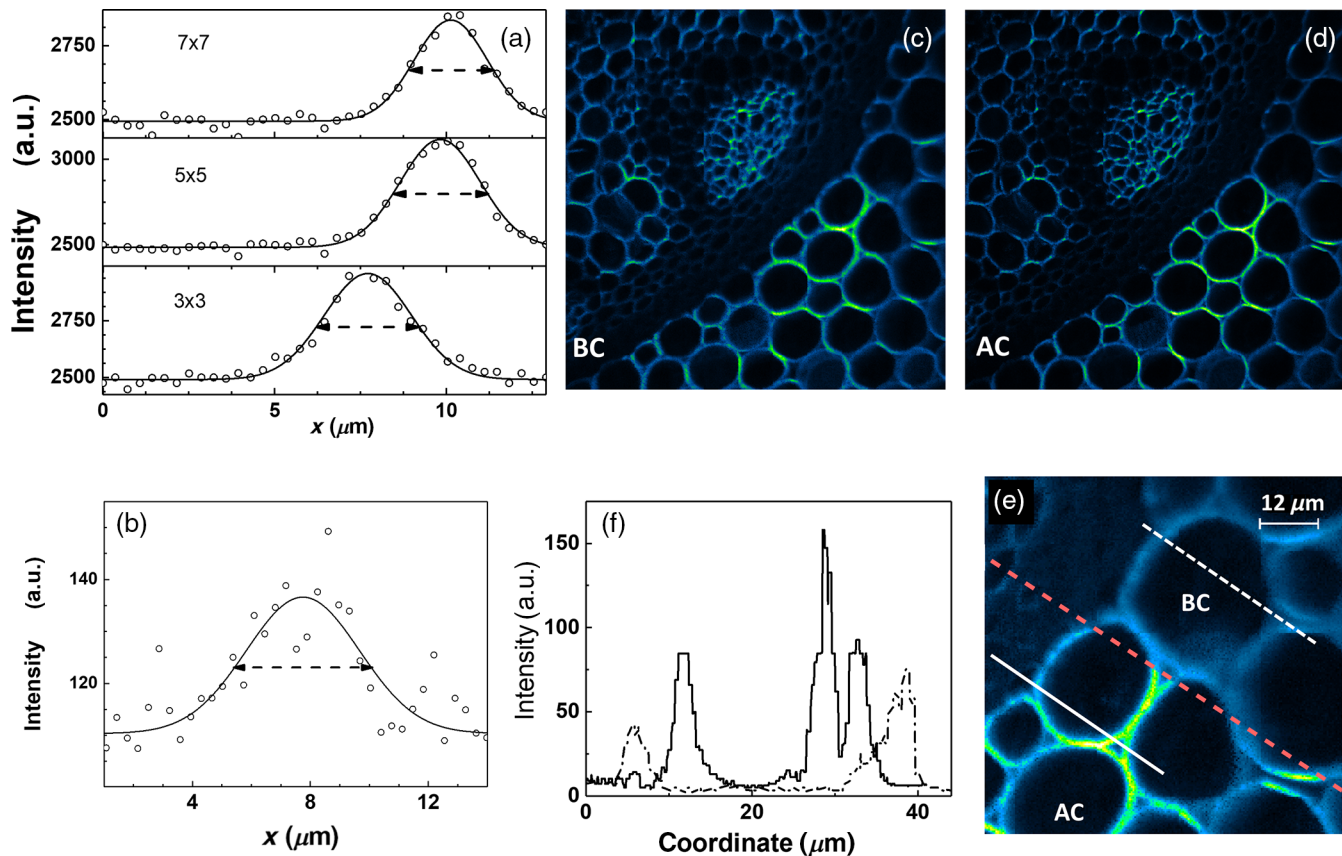 (a)
7x7
2750
2500
5x5
3000
2500
3x3
2750
2500
Intensity (a.u.)
0 5 10
x (μm)
(c)
BC
(d)
AC
(b)
140
120
Intensity (a.u.)
4 8 12
x (μm)
(f)
150
100
50
0
Intensity (a.u.)
0 20 40
Coordinate (μm)
(e)
12 μm
BC
AC